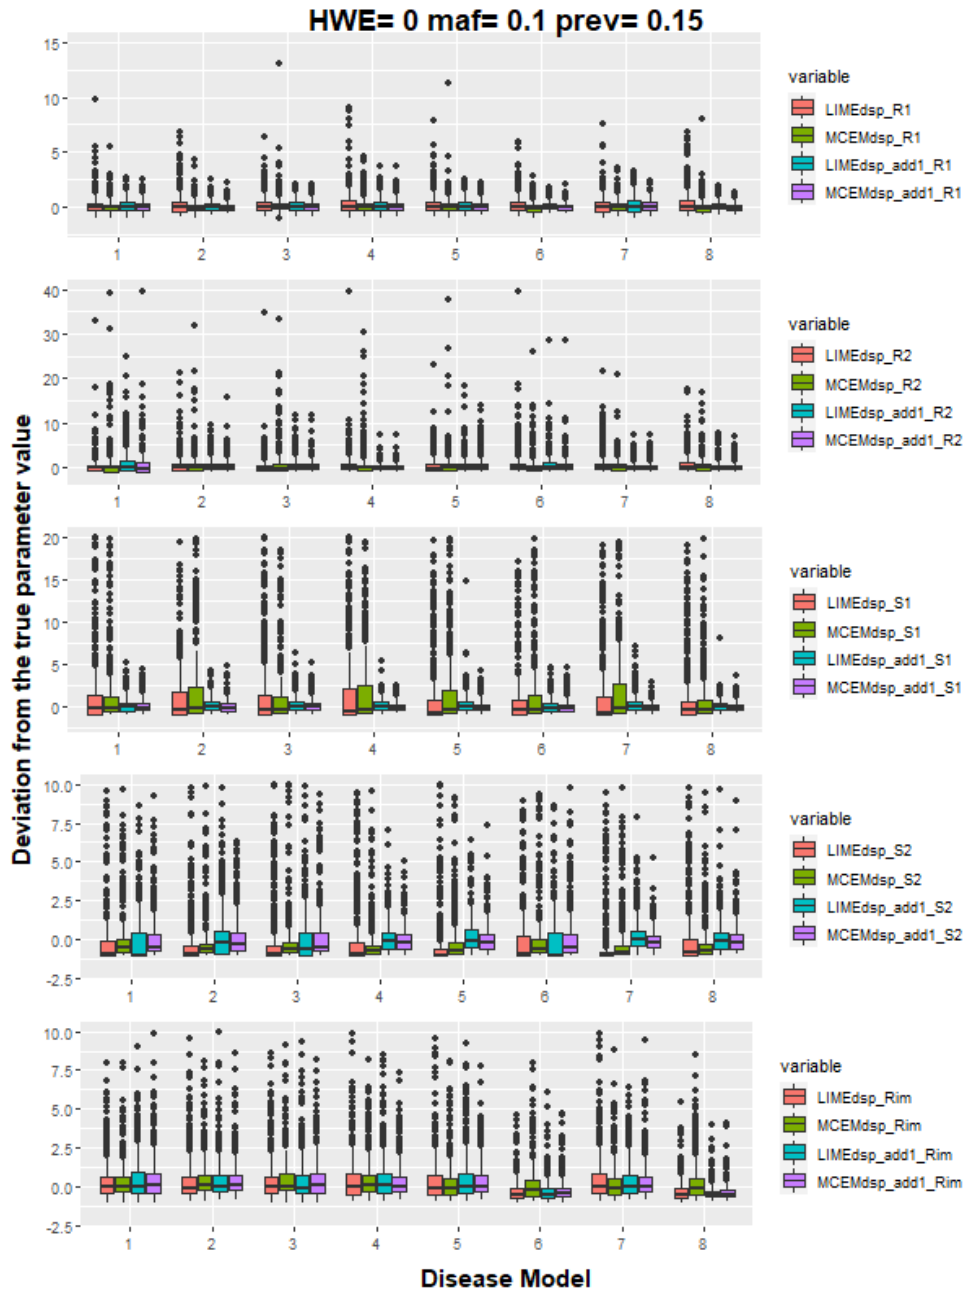 HWE= 0 maf= 0.1 prev= 0.15
Deviation from the true parameter value
15
10
5
0
1 2 3 4 5 6 7 8
variable
LIMEdsp_R1
MCEMdsp_R1
LIMEdsp_add1_R1
MCEMdsp_add1_R1
40
30
20
10
0
1 2 3 4 5 6 7 8
variable
LIMEdsp_R2
MCEMdsp_R2
LIMEdsp_add1_R2
MCEMdsp_add1_R2
20
15
10
5
0
1 2 3 4 5 6 7 8
variable
LIMEdsp_S1
MCEMdsp_S1
LIMEdsp_add1_S1
MCEMdsp_add1_S1
10.0
7.5
5.0
2.5
0.0
-2.5
1 2 3 4 5 6 7 8
variable
LIMEdsp_S2
MCEMdsp_S2
LIMEdsp_add1_S2
MCEMdsp_add1_S2
10.0
7.5
5.0
2.5
0.0
-2.5
1 2 3 4 5 6 7 8
variable
LIMEdsp_Rim
MCEMdsp_Rim
LIMEdsp_add1_Rim
MCEMdsp_add1_Rim
Disease Model